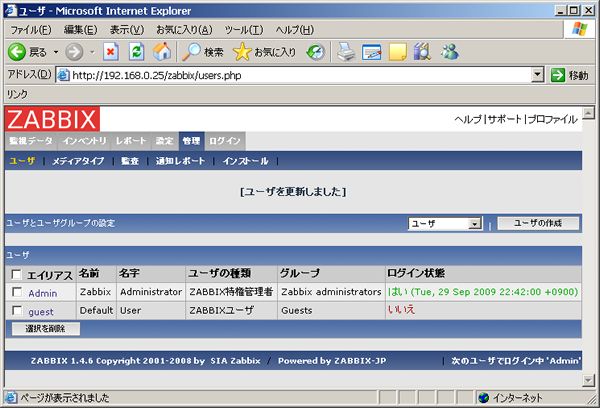 ユーザ - Microsoft Internet Explorer
ファイル(F) 編集(E) 表示(V) お気に入り(A) ツール(T) ヘルプ(H)
戻る 検索 お気に入り
アドレス(D) http://192.168.0.25/zabbix/users.php 移動
リンク
ZABBIX ヘルプ|サポート|プロファイル
監視データ インベントリ レポート 設定 管理 ログイン
ユーザ | メディアタイプ | 監査 | 通知レポート | インストール |
[ユーザを更新しました]
ユーザとユーザグループの設定 ユーザ | ユーザの作成
ユーザ
エイリアス 名前 名字 ユーザの種類 グループ ログイン状態
Admin Zabbix Administrator ZABBIX特権管理者 Zabbix administrators はい (Tue, 29 Sep 2009 22:42:00 +0900)
guest Default User ZABBIXユーザ Guests いいえ
選択を削除
ZABBIX 1.4.6 Copyright 2001-2008 by SIA Zabbix / Powered by ZABBIX-JP | 次のユーザでログイン中 'Admin'
ページが表示されました インターネット